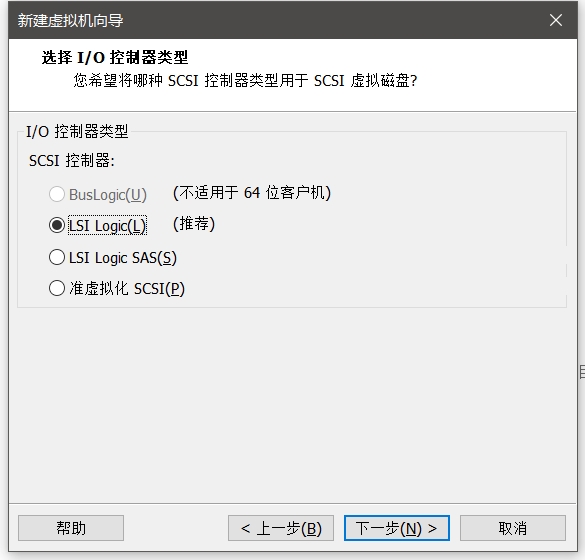 新建虚拟机向导
选择 I/O 控制器类型
您希望将哪种 SCSI 控制器类型用于 SCSI 虚拟磁盘?
I/O 控制器类型
SCSI 控制器:
BusLogic(U) (不适用于 64 位客户机)
LSI Logic(L) (推荐)
LSI Logic SAS(S)
准虚拟化 SCSI(P)
帮助 < 上一步(B) 下一步(N) > 取消